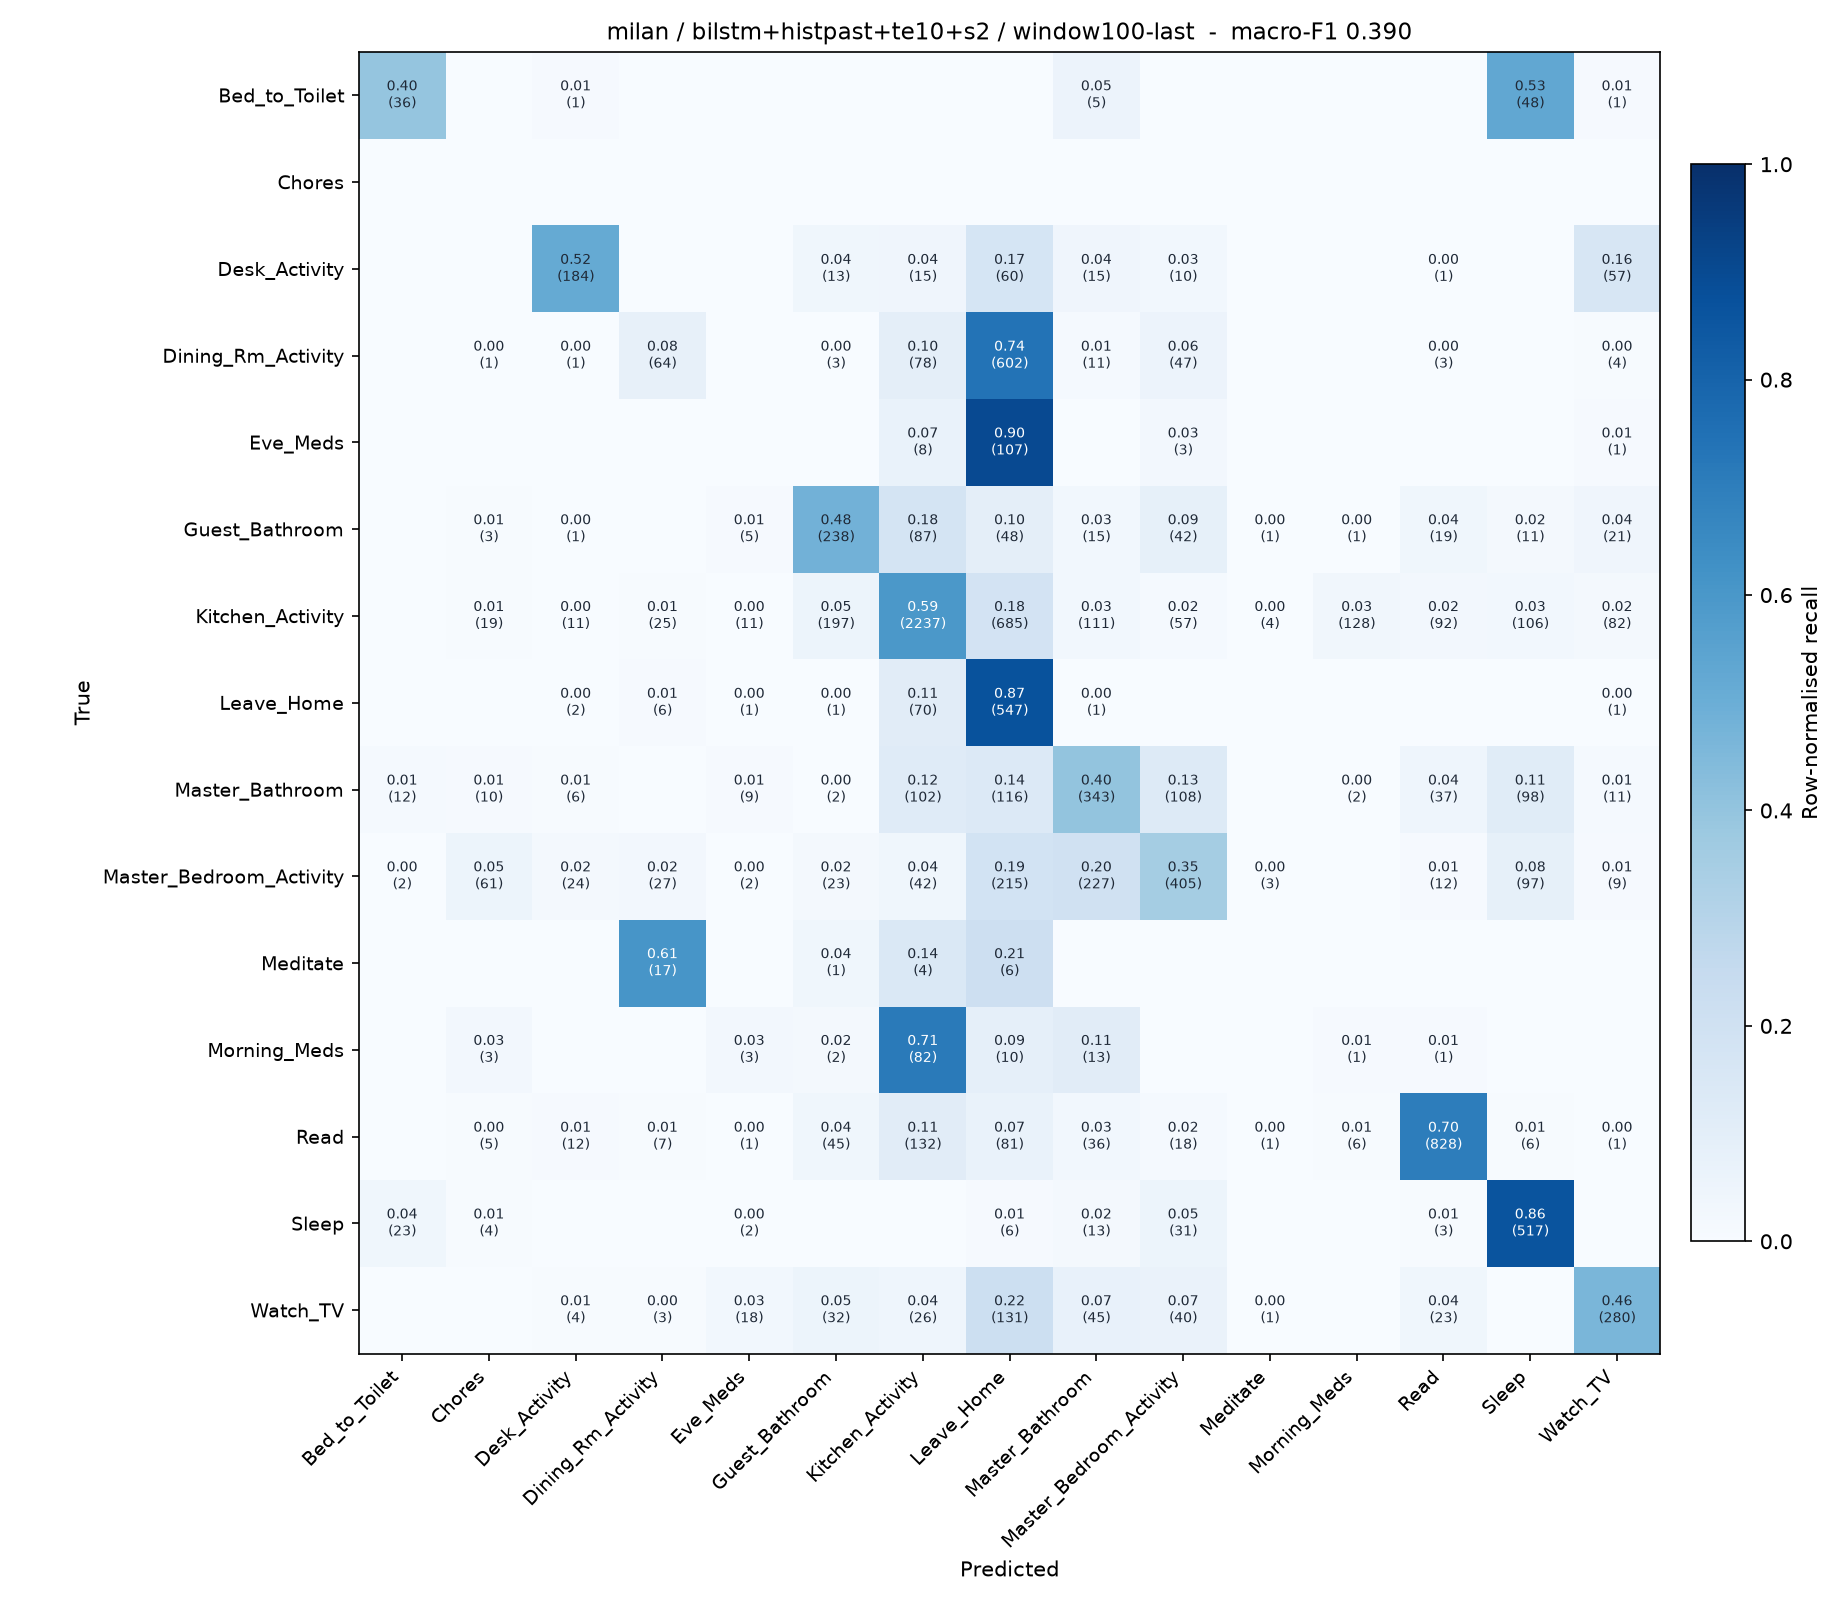 milan / bilstm+histpast+te10+s2 / window100-last  -  macro-F1 0.390
Bed_to_Toilet 0.40 0.01 0.05 0.53 0.01
(36) (1) (5) (48) (1)
Chores
Desk_Activity 0.52 0.04 0.04 0.17 0.04 0.03 0.00 0.16
(184) (13) (15) (60) (15) (10) (1) (57)
Dining_Rm_Activity 0.00 0.00 0.08 0.00 0.10 0.74 0.01 0.06 0.00 0.00
(1) (1) (64) (3) (78) (602) (11) (47) (3) (4)
Eve_Meds 0.07 0.90 0.03 0.01
(8) (107) (3) (1)
Guest_Bathroom 0.01 0.00 0.01 0.48 0.18 0.10 0.03 0.09 0.00 0.00 0.04 0.02 0.04
(3) (1) (5) (238) (87) (48) (15) (42) (1) (1) (19) (11) (21)
Kitchen_Activity 0.01 0.00 0.01 0.00 0.05 0.59 0.18 0.03 0.02 0.00 0.03 0.02 0.03 0.02
(19) (11) (25) (11) (197) (2237) (685) (111) (57) (4) (128) (92) (106) (82)
Leave_Home 0.00 0.01 0.00 0.00 0.11 0.87 0.00 0.00
(2) (6) (1) (1) (70) (547) (1) (1)
Master_Bathroom 0.01 0.01 0.01 0.01 0.00 0.12 0.14 0.40 0.13 0.00 0.04 0.11 0.01
(12) (10) (6) (9) (2) (102) (116) (343) (108) (2) (37) (98) (11)
Master_Bedroom_Activity 0.00 0.05 0.02 0.02 0.00 0.02 0.04 0.19 0.20 0.35 0.00 0.01 0.08 0.01
(2) (61) (24) (27) (2) (23) (42) (215) (227) (405) (3) (12) (97) (9)
Meditate 0.61 0.04 0.14 0.21
(17) (1) (4) (6)
Morning_Meds 0.03 0.03 0.02 0.71 0.09 0.11 0.01 0.01
(3) (3) (2) (82) (10) (13) (1) (1)
Read 0.00 0.01 0.01 0.00 0.04 0.11 0.07 0.03 0.02 0.00 0.01 0.70 0.01 0.00
(5) (12) (7) (1) (45) (132) (81) (36) (18) (1) (6) (828) (6) (1)
Sleep 0.04 0.01 0.00 0.01 0.02 0.05 0.01 0.86
(23) (4) (2) (6) (13) (31) (3) (517)
Watch_TV 0.01 0.00 0.03 0.05 0.04 0.22 0.07 0.07 0.00 0.04 0.46
(4) (3) (18) (32) (26) (131) (45) (40) (1) (23) (280)
True
Bed_to_Toilet
Chores
Desk_Activity
Dining_Rm_Activity
Eve_Meds
Guest_Bathroom
Kitchen_Activity
Leave_Home
Master_Bathroom
Master_Bedroom_Activity
Meditate
Morning_Meds
Read
Sleep
Watch_TV
Predicted
1.0
0.8
0.6
0.4
0.2
0.0
Row-normalised recall